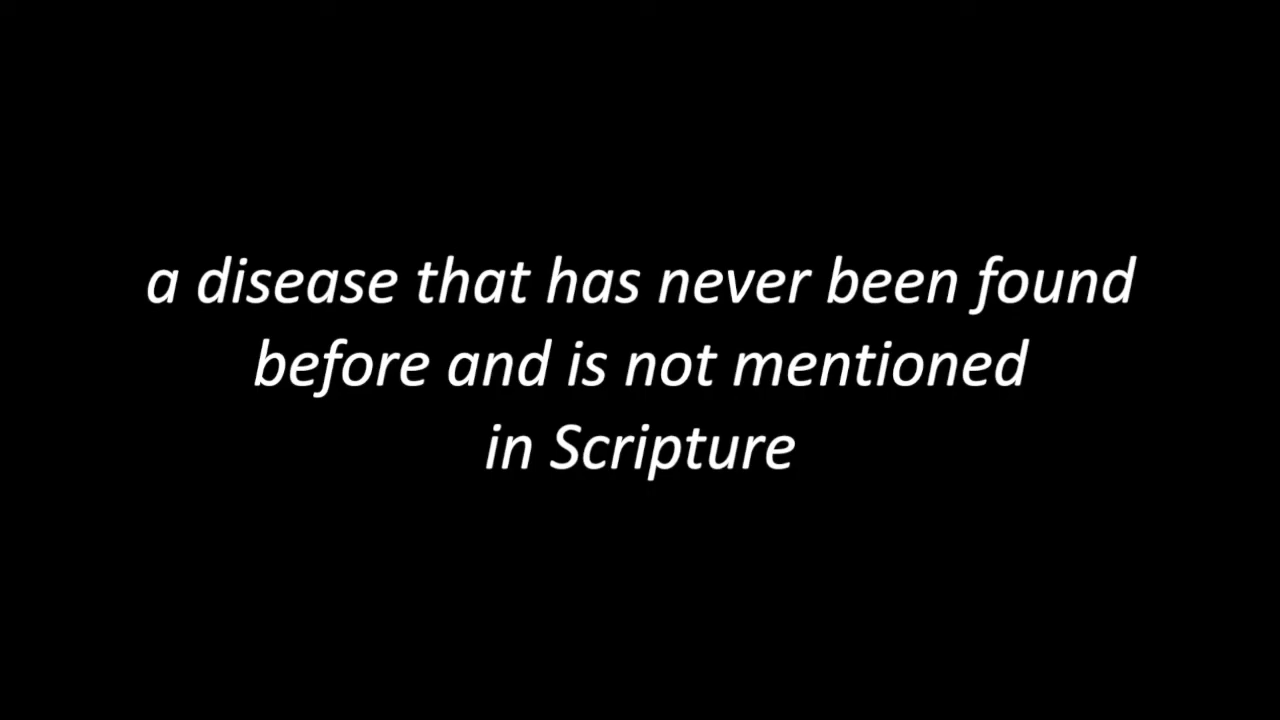 a disease that has never been found
before and is not mentioned
in Scripture